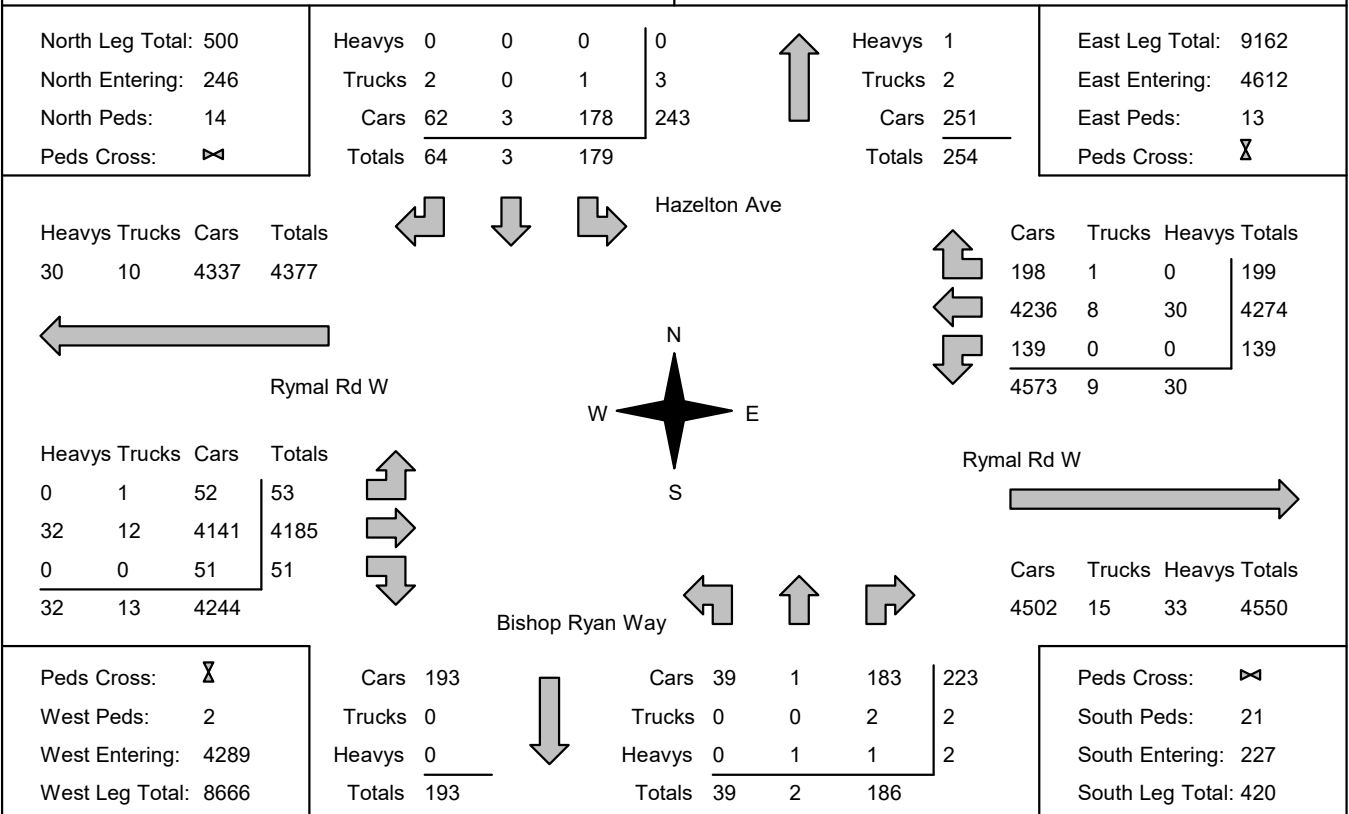 North Leg Total: 500
North Entering: 246
North Peds: 14
Peds Cross:
Heavys 0 0 0 0
Trucks 2 0 1 3
Cars 62 3 178 243
Totals 64 3 179
Heavys 1
Trucks 2
Cars 251
Totals 254
East Leg Total: 9162
East Entering: 4612
East Peds: 13
Peds Cross:
Hazelton Ave
Heavys Trucks Cars Totals
30 10 4337 4377
Cars Trucks Heavys Totals
198 1 0 199
4236 8 30 4274
139 0 0 139
4573 9 30
Rymal Rd W
N
W E
S
Heavys Trucks Cars Totals
0 1 52 53
32 12 4141 4185
0 0 51 51
32 13 4244
Rymal Rd W
Cars Trucks Heavys Totals
4502 15 33 4550
Bishop Ryan Way
Peds Cross:
West Peds: 2
West Entering: 4289
West Leg Total: 8666
Cars 193
Trucks 0
Heavys 0
Totals 193
Cars 39 1 183 223
Trucks 0 0 2 2
Heavys 0 1 1 2
Totals 39 2 186
Peds Cross:
South Peds: 21
South Entering: 227
South Leg Total: 420